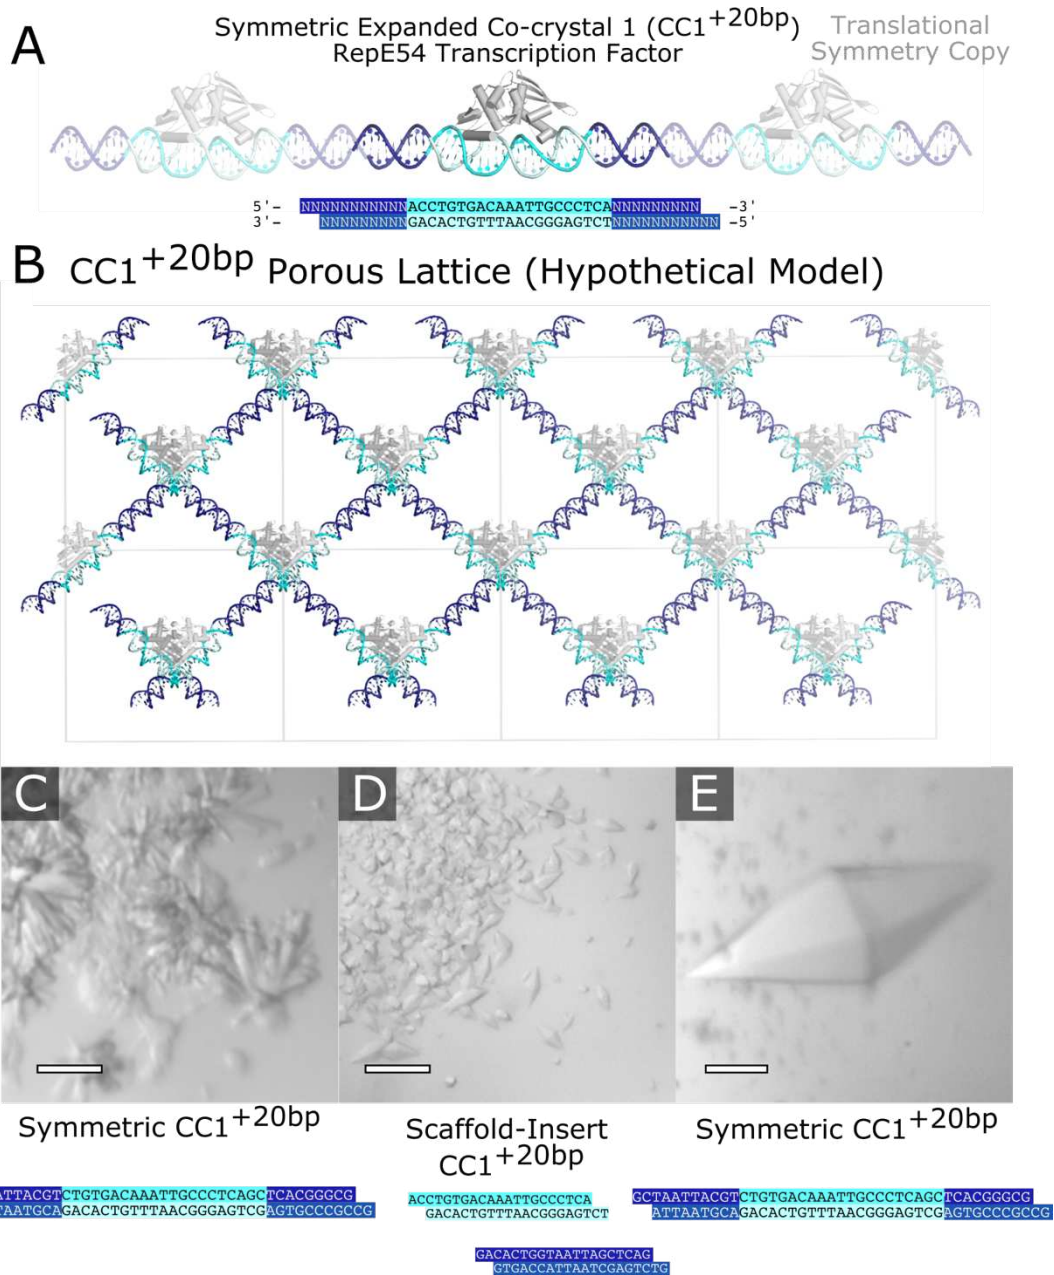 A
Symmetric Expanded Co-crystal 1 (CC1+20bp)
RepE54 Transcription Factor
Translational
Symmetry Copy
5'- NNNNNNNNNNNACCTGTGACAAATTGCCCTCANNNNNNNNN -3'
3'- NNNNNNNNNGACACTGTTTAACGGGAGTCTNNNNNNNNNNN -5'
B CC1+20bp Porous Lattice (Hypothetical Model)
C
D
E
Symmetric CC1+20bp
ATTACGTCTGTGACAAATTGCCCTCAGCTCACGGGCG
TAATGCAGACACTGTTTAACGGGAGTCGAGTGCCCGCCG
Scaffold-Insert
CC1+20bp
ACCTGTGACAAATTGCCCTCA
GACACTGTTTAACGGGAGTCT
GACACTGGTAATTAGCTCAG
GTGACCATTAATCGAGTCTG
Symmetric CC1+20bp
GCTAATTACGTCTGTGACAAATTGCCCTCAGCTCACGGGCG
ATTAATGCAGACACTGTTTAACGGGAGTCGAGTGCCCGCCG